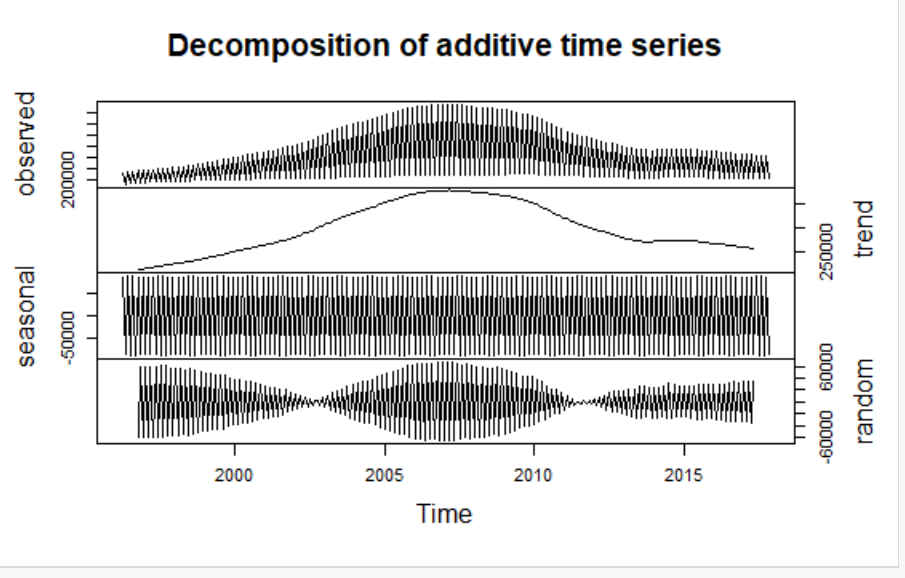 Decomposition of additive time series
observed
200000
trend
250000
seasonal
-50000
random
60000
-60000
2000 2005 2010 2015
Time